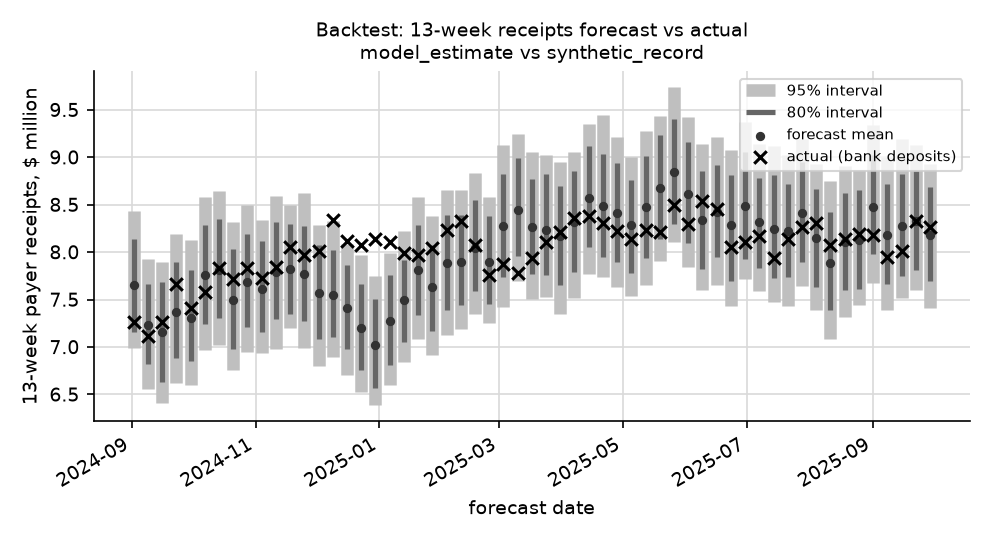 Backtest: 13-week receipts forecast vs actual
model_estimate vs synthetic_record
13-week payer receipts, $ million
9.5
9.0
8.5
8.0
7.5
7.0
6.5
95% interval
80% interval
forecast mean
actual (bank deposits)
2024-09
2024-11
2025-01
2025-03
2025-05
2025-07
2025-09
forecast date